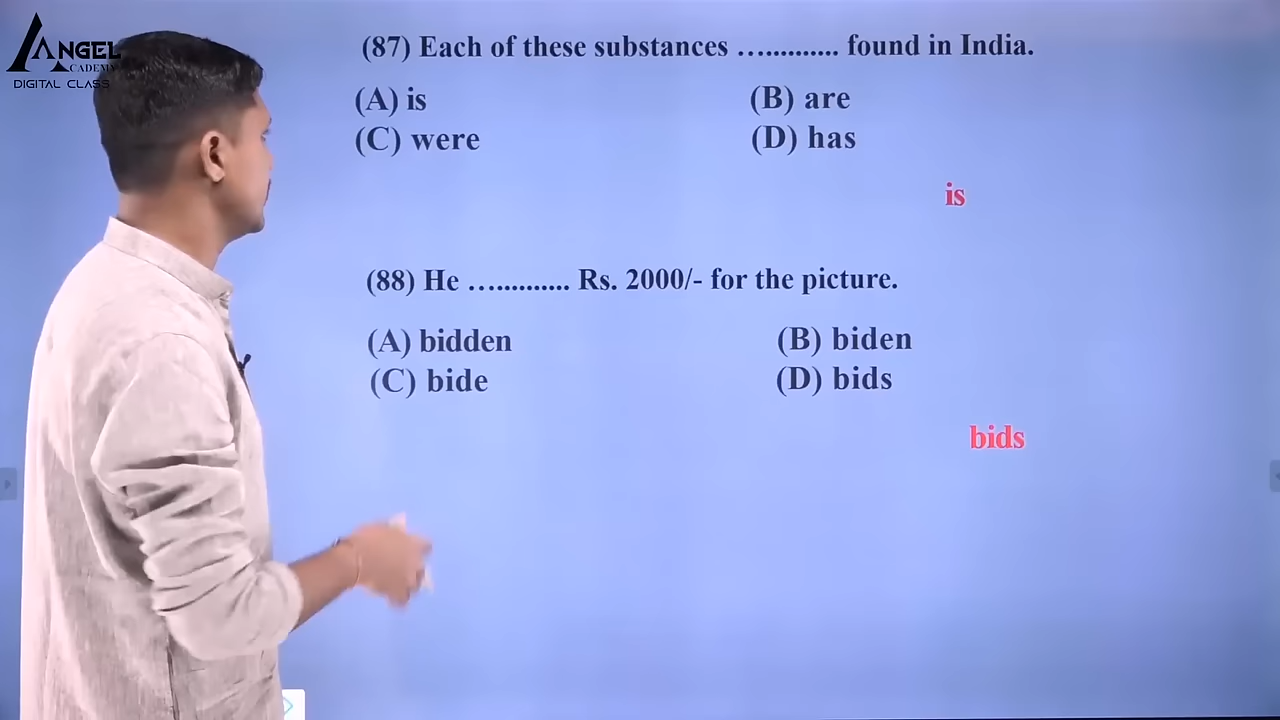 ANGEL
ACADEMY
DIGITAL CLASS
(87) Each of these substances ............. found in India.
(A) is (B) are
(C) were (D) has
is
(88) He ............. Rs. 2000/- for the picture.
(A) bidden (B) biden
(C) bide (D) bids
bids